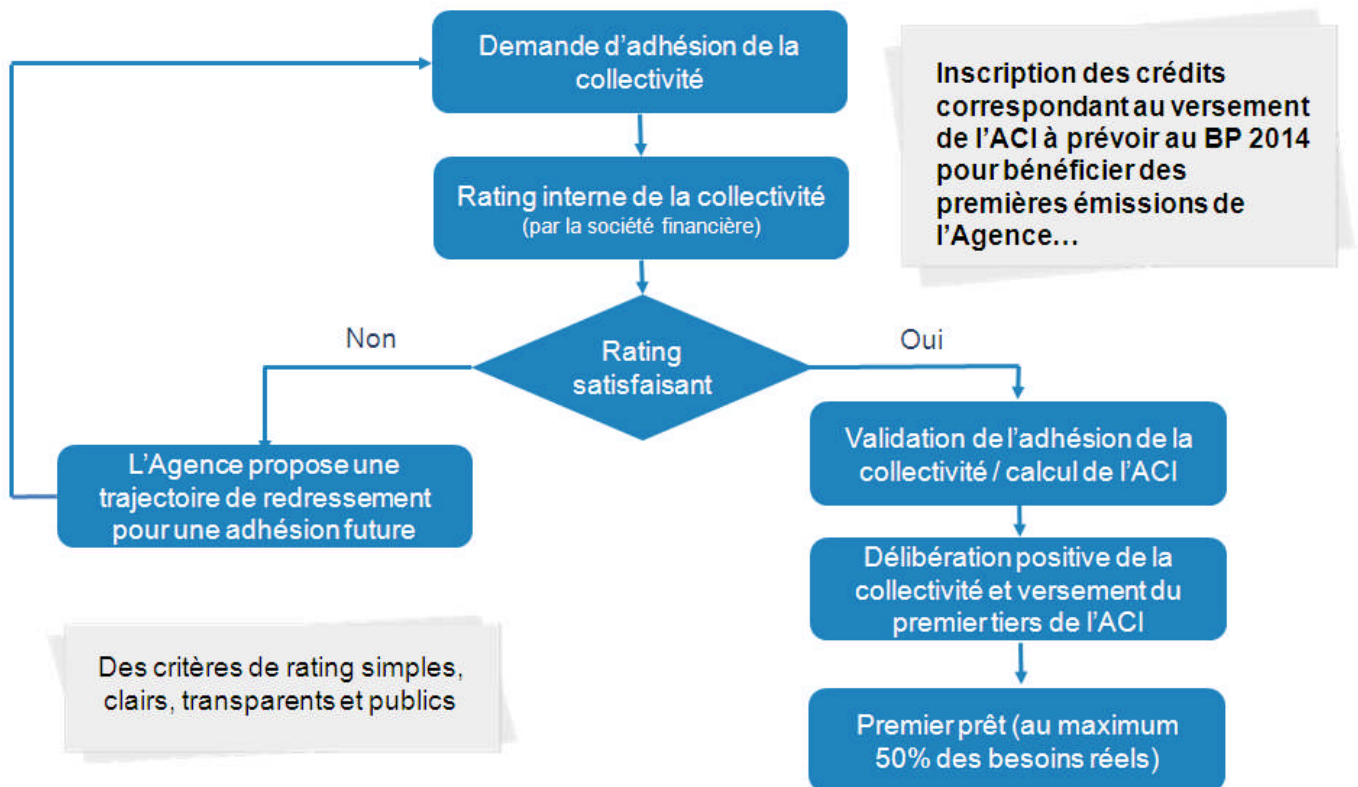 Demande d'adhésion de la
collectivité
Inscription des crédits
correspondant au versement
de l'ACI à prévoir au BP 2014
pour bénéficier des
premières émissions de
l'Agence…
Rating interne de la collectivité
(par la société financière)
Non
Rating
satisfaisant
Oui
L'Agence propose une
trajectoire de redressement
pour une adhésion future
Validation de l'adhésion de la
collectivité / calcul de l'ACI
Délibération positive de la
collectivité et versement du
premier tiers de l'ACI
Des critères de rating simples,
clairs, transparents et publics
Premier prêt (au maximum
50% des besoins réels)